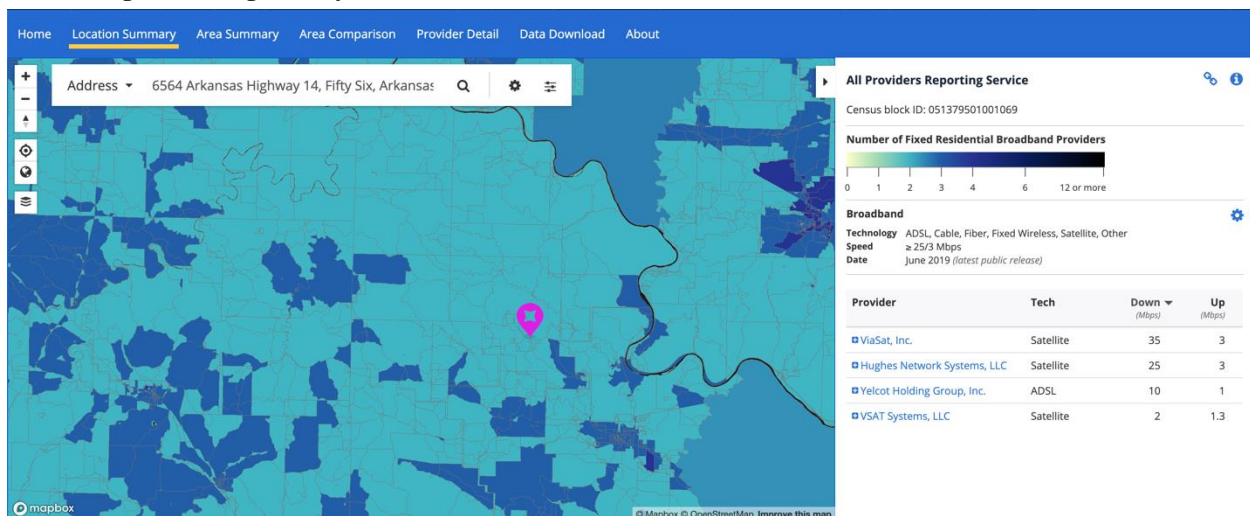 Home Location Summary Area Summary Area Comparison Provider Detail Data Download About
Address 6564 Arkansas Highway 14, Fifty Six, Arkansas
All Providers Reporting Service
Census block ID: 051379501001069
Number of Fixed Residential Broadband Providers
0 1 2 3 4 6 12 or more
Broadband
Technology ADSL, Cable, Fiber, Fixed Wireless, Satellite, Other
Speed ≥ 25/3 Mbps
Date June 2019 (latest public release)
Provider Tech Down Up
(Mbps) (Mbps)
ViaSat, Inc. Satellite 35 3
Hughes Network Systems, LLC Satellite 25 3
Yelcot Holding Group, Inc. ADSL 10 1
VSAT Systems, LLC Satellite 2 1.3
mapbox
© Mapbox © OpenStreetMap Improve this map